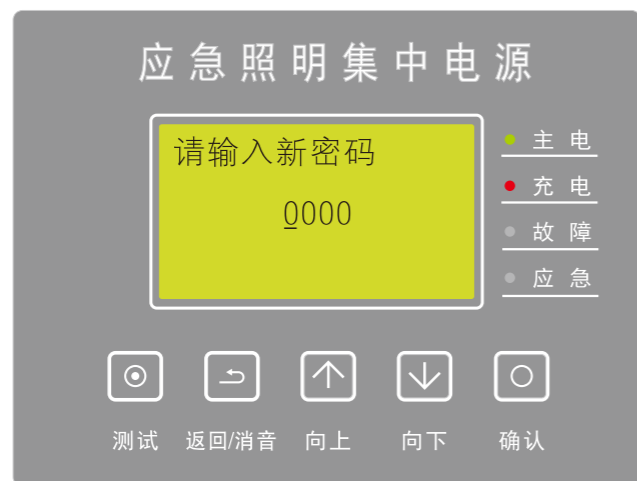 应急照明集中电源
请输入新密码
0000
主电
充电
故障
应急
测试 返回/消音 向上 向下 确认